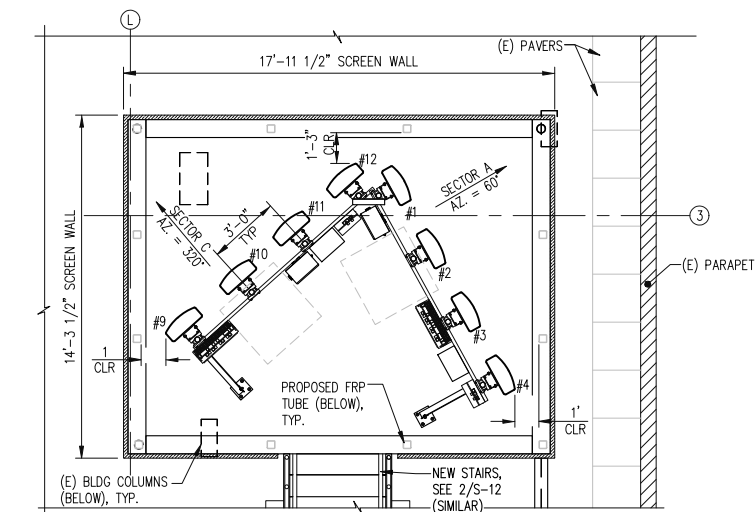 L
(E) PAVERS
17'-11 1/2" SCREEN WALL
1'-3"
CLR
#12
SECTOR A
AZ. = 60°
#1
#11
3'-0"
TYP
SECTOR C
AZ. = 320°
3
#10
#2
(E) PARAPET
14'-3 1/2" SCREEN WALL
#9
#3
1
CLR
#4
PROPOSED FRP
TUBE (BELOW),
TYP.
1'
CLR
(E) BLDG COLUMNS
(BELOW), TYP.
NEW STAIRS,
SEE 2/S-12
(SIMILAR)